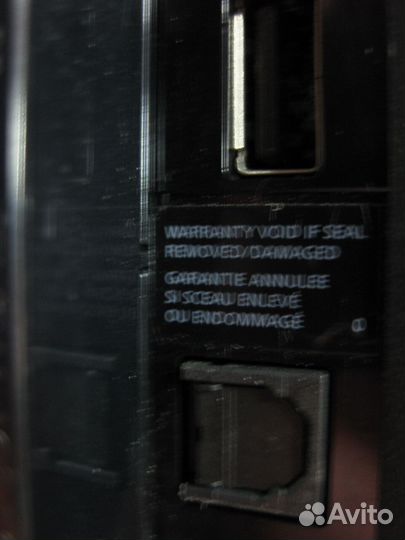 WARRANTY VOID IF SEAL
REMOVED/DAMAGED
GARANTIE ANNULEE
SI SCEAU ENLEVÉ
OU ENDOMMAGÉ
Avito